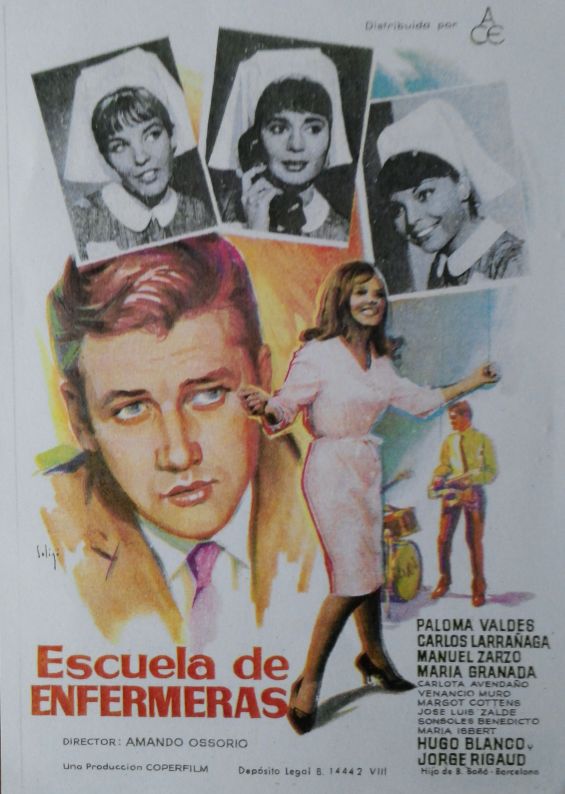 Distribuida por ACE
Soligó
Escuela de
ENFERMERAS
DIRECTOR: AMANDO OSSORIO
Una Producción COPERFILM
Depósito Legal B. 14442 VIII
PALOMA VALDES
CARLOS LARRAÑAGA
MANUEL ZARZO
MARIA GRANADA
CARLOTA AVENDAÑO
VENANCIO MURO
MARGOT COTTENS
JOSE LUIS ZALDE
SONSOLES BENEDICTO
MARIA ISBERT
HUGO BLANCO y
JORGE RIGAUD
Hijo de B. Bañó - Barcelona